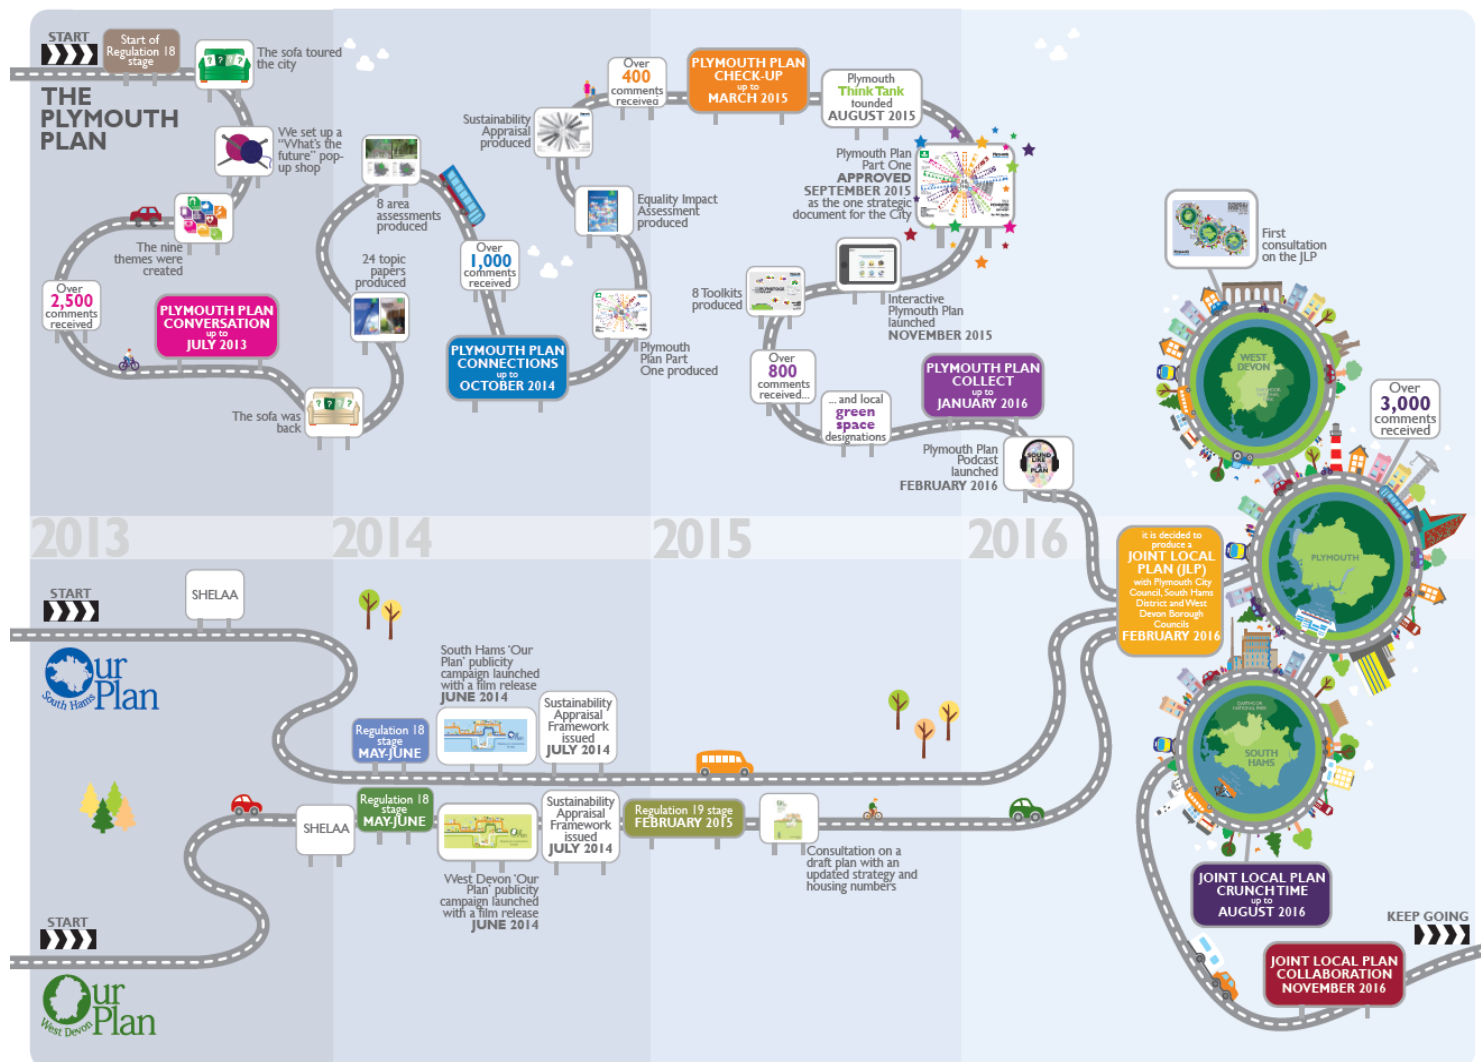 START
Start of
Regulation 18
stage
THE
PLYMOUTH
PLAN
The sofa toured
the city
? ? ? ?
We set up a
"What's the
future" pop-
up shop
The nine
themes were
created
Over
2,500
comments
received
PLYMOUTH PLAN
CONVERSATION
up to
JULY 2013
The sofa was
back
? ? ? ?
24 topic
papers
produced
8 area
assessments
produced
Over
1,000
comments
received
PLYMOUTH PLAN
CONNECTIONS
up to
OCTOBER 2014
Plymouth
Plan Part
One produced
Equality Impact
Assessment
produced
Sustainability
Appraisal
produced
Over
400
comments
received
PLYMOUTH PLAN
CHECK-UP
up to
MARCH 2015
Plymouth
Think Tank
founded
AUGUST 2015
Plymouth Plan
Part One
APPROVED
SEPTEMBER 2015
as the one strategic
document for the City
Interactive
Plymouth Plan
launched
NOVEMBER 2015
8 Toolkits
produced
Over
800
comments
received...
...and local
green
space
designations
PLYMOUTH PLAN
COLLECT
up to
JANUARY 2016
Plymouth Plan
Podcast
launched
FEBRUARY 2016
SOUND
LIKE
A
PLAN
First
consultation
on the JLP
WEST
DEVON
Over
3,000
comments
received
PLYMOUTH
2013
2014
2015
2016
it is decided to
produce a
JOINT LOCAL
PLAN (JLP)
with Plymouth City
Council, South Hams
District and West
Devon Borough
Councils
FEBRUARY 2016
DARTMOOR
NATIONAL PARK
SOUTH
HAMS
START
Our
Plan
South Hams
SHELAA
Regulation 18
stage
MAY-JUNE
South Hams 'Our
Plan' publicity
campaign launched
with a film release
JUNE 2014
Sustainability
Appraisal
Framework
issued
JULY 2014
START
Our
Plan
West Devon
SHELAA
Regulation 18
stage
MAY-JUNE
Our
Plan
West Devon 'Our
Plan' publicity
campaign launched
with a film release
JUNE 2014
Sustainability
Appraisal
Framework
issued
JULY 2014
Regulation 19 stage
FEBRUARY 2015
Consultation on a
draft plan with an
updated strategy and
housing numbers
JOINT LOCAL PLAN
CRUNCH TIME
up to
AUGUST 2016
JOINT LOCAL PLAN
COLLABORATION
NOVEMBER 2016
KEEP GOING